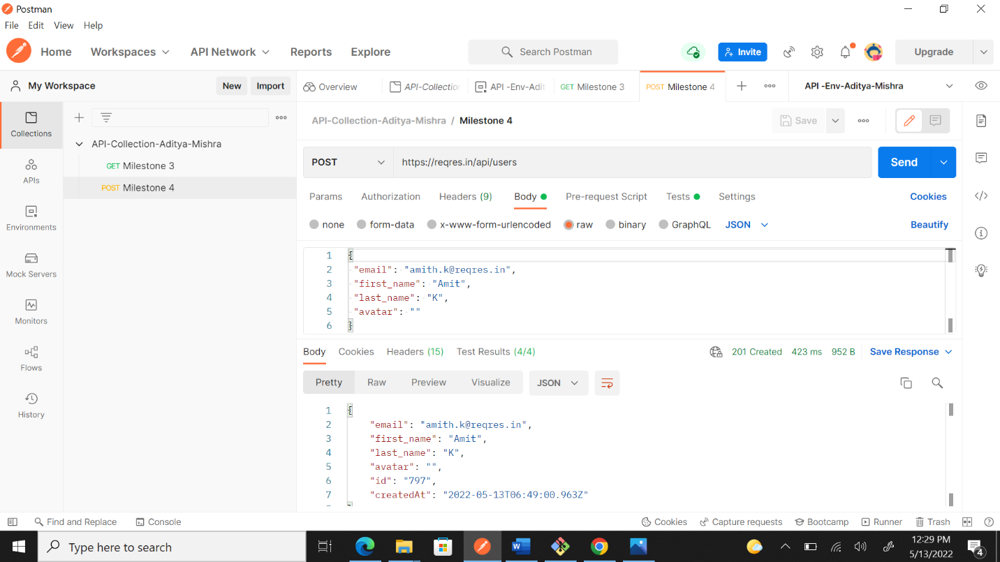 Postman
File Edit View Help
Home Workspaces API Network Reports Explore Search Postman Invite Upgrade
My Workspace New Import
Overview API-Collection API -Env-Adit GET Milestone 3 POST Milestone 4 API -Env-Aditya-Mishra
Collections
APIs
Environments
Mock Servers
Monitors
Flows
History
API-Collection-Aditya-Mishra
GET Milestone 3
POST Milestone 4
API-Collection-Aditya-Mishra / Milestone 4 Save
POST https://reqres.in/api/users Send
Params Authorization Headers (9) Body Pre-request Script Tests Settings Cookies
none form-data x-www-form-urlencoded raw binary GraphQL JSON Beautify
1 {
2 "email": "amith.k@reqres.in",
3 "first_name": "Amit",
4 "last_name": "K",
5 "avatar": ""
6 }
Body Cookies Headers (15) Test Results (4/4) 201 Created 423 ms 952 B Save Response
Pretty Raw Preview Visualize JSON
1 {
2 "email": "amith.k@reqres.in",
3 "first_name": "Amit",
4 "last_name": "K",
5 "avatar": "",
6 "id": "797",
7 "createdAt": "2022-05-13T06:49:00.963Z"
Find and Replace Console Cookies Capture requests Bootcamp Runner Trash
Type here to search
12:29 PM
5/13/2022
4